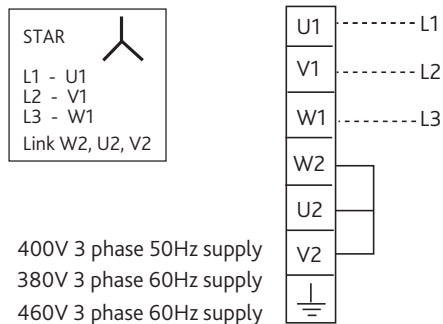 STAR
L1 - U1
L2 - V1
L3 - W1
Link W2, U2, V2
U1 L1
V1 L2
W1 L3
W2
U2
V2
400V 3 phase 50Hz supply
380V 3 phase 60Hz supply
460V 3 phase 60Hz supply